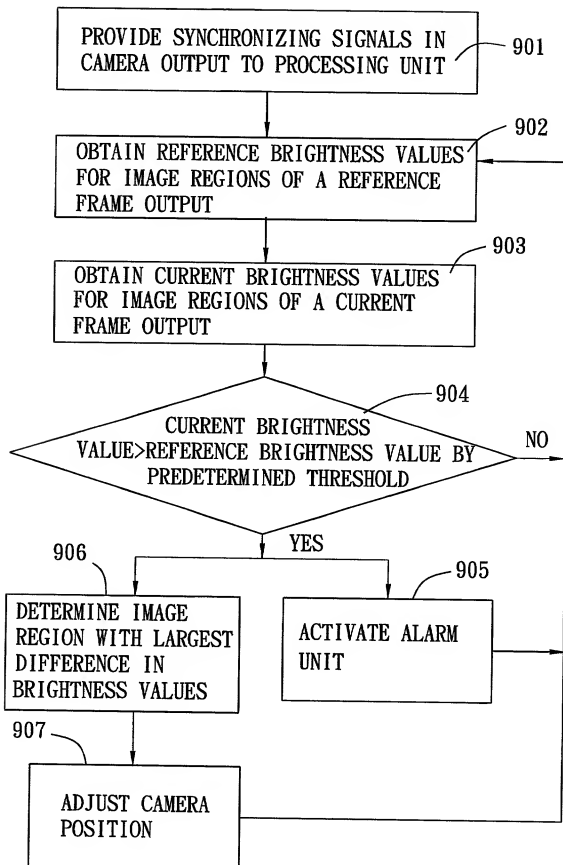 PROVIDE SYNCHRONIZING SIGNALS IN
CAMERA OUTPUT TO PROCESSING UNIT
901
902
OBTAIN REFERENCE BRIGHTNESS VALUES
FOR IMAGE REGIONS OF A REFERENCE
FRAME OUTPUT
903
OBTAIN CURRENT BRIGHTNESS VALUES
FOR IMAGE REGIONS OF A CURRENT
FRAME OUTPUT
904
CURRENT BRIGHTNESS
VALUE>REFERENCE BRIGHTNESS VALUE BY
PREDETERMINED THRESHOLD
NO
YES
906
DETERMINE IMAGE
REGION WITH LARGEST
DIFFERENCE IN
BRIGHTNESS VALUES
905
ACTIVATE ALARM
UNIT
907
ADJUST CAMERA
POSITION